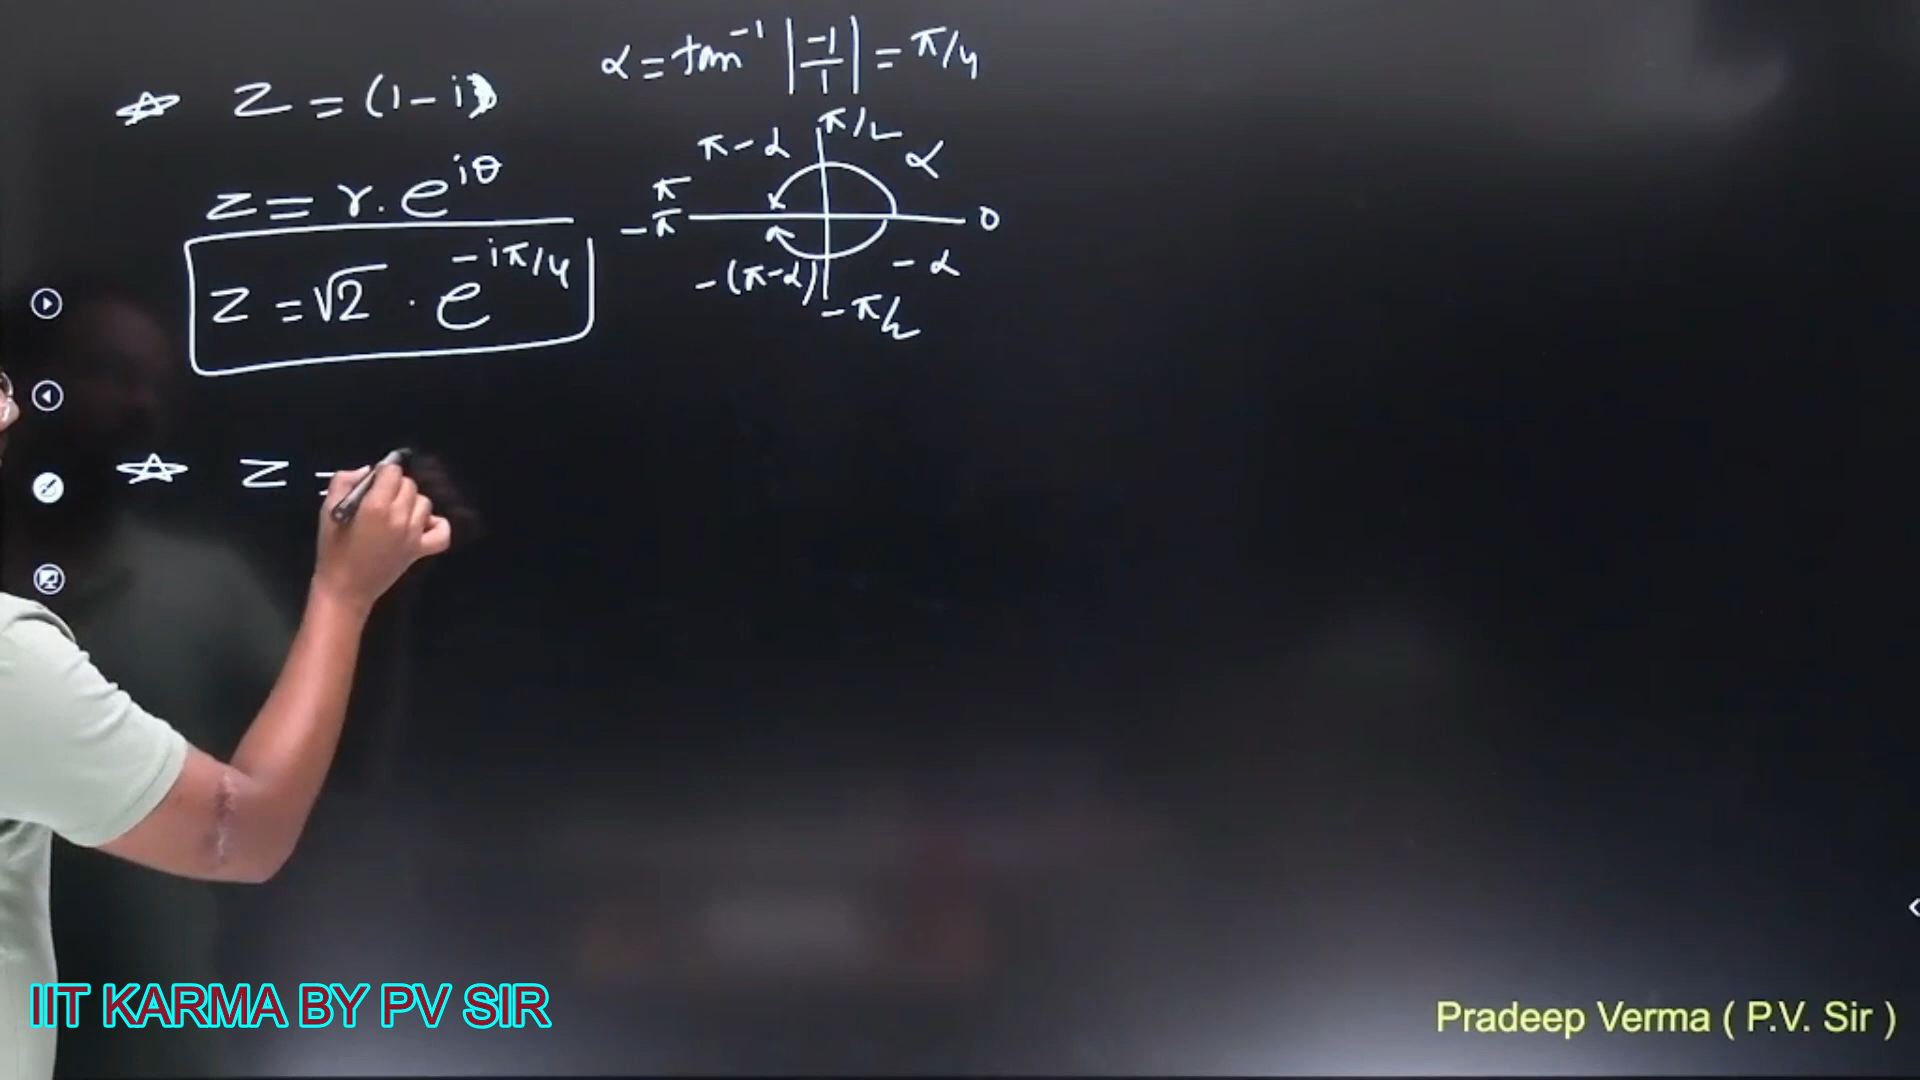 ☆ Z = (1-i)
α = tan⁻¹ |-1/1| = π/4
Z = r.e^iθ
Z = √2 . e^-iπ/4
π-α
π/2
α
π
-π
0
-(π-α)
-α
-π/2
☆ Z =
IIT KARMA BY PV SIR
Pradeep Verma ( P.V. Sir )